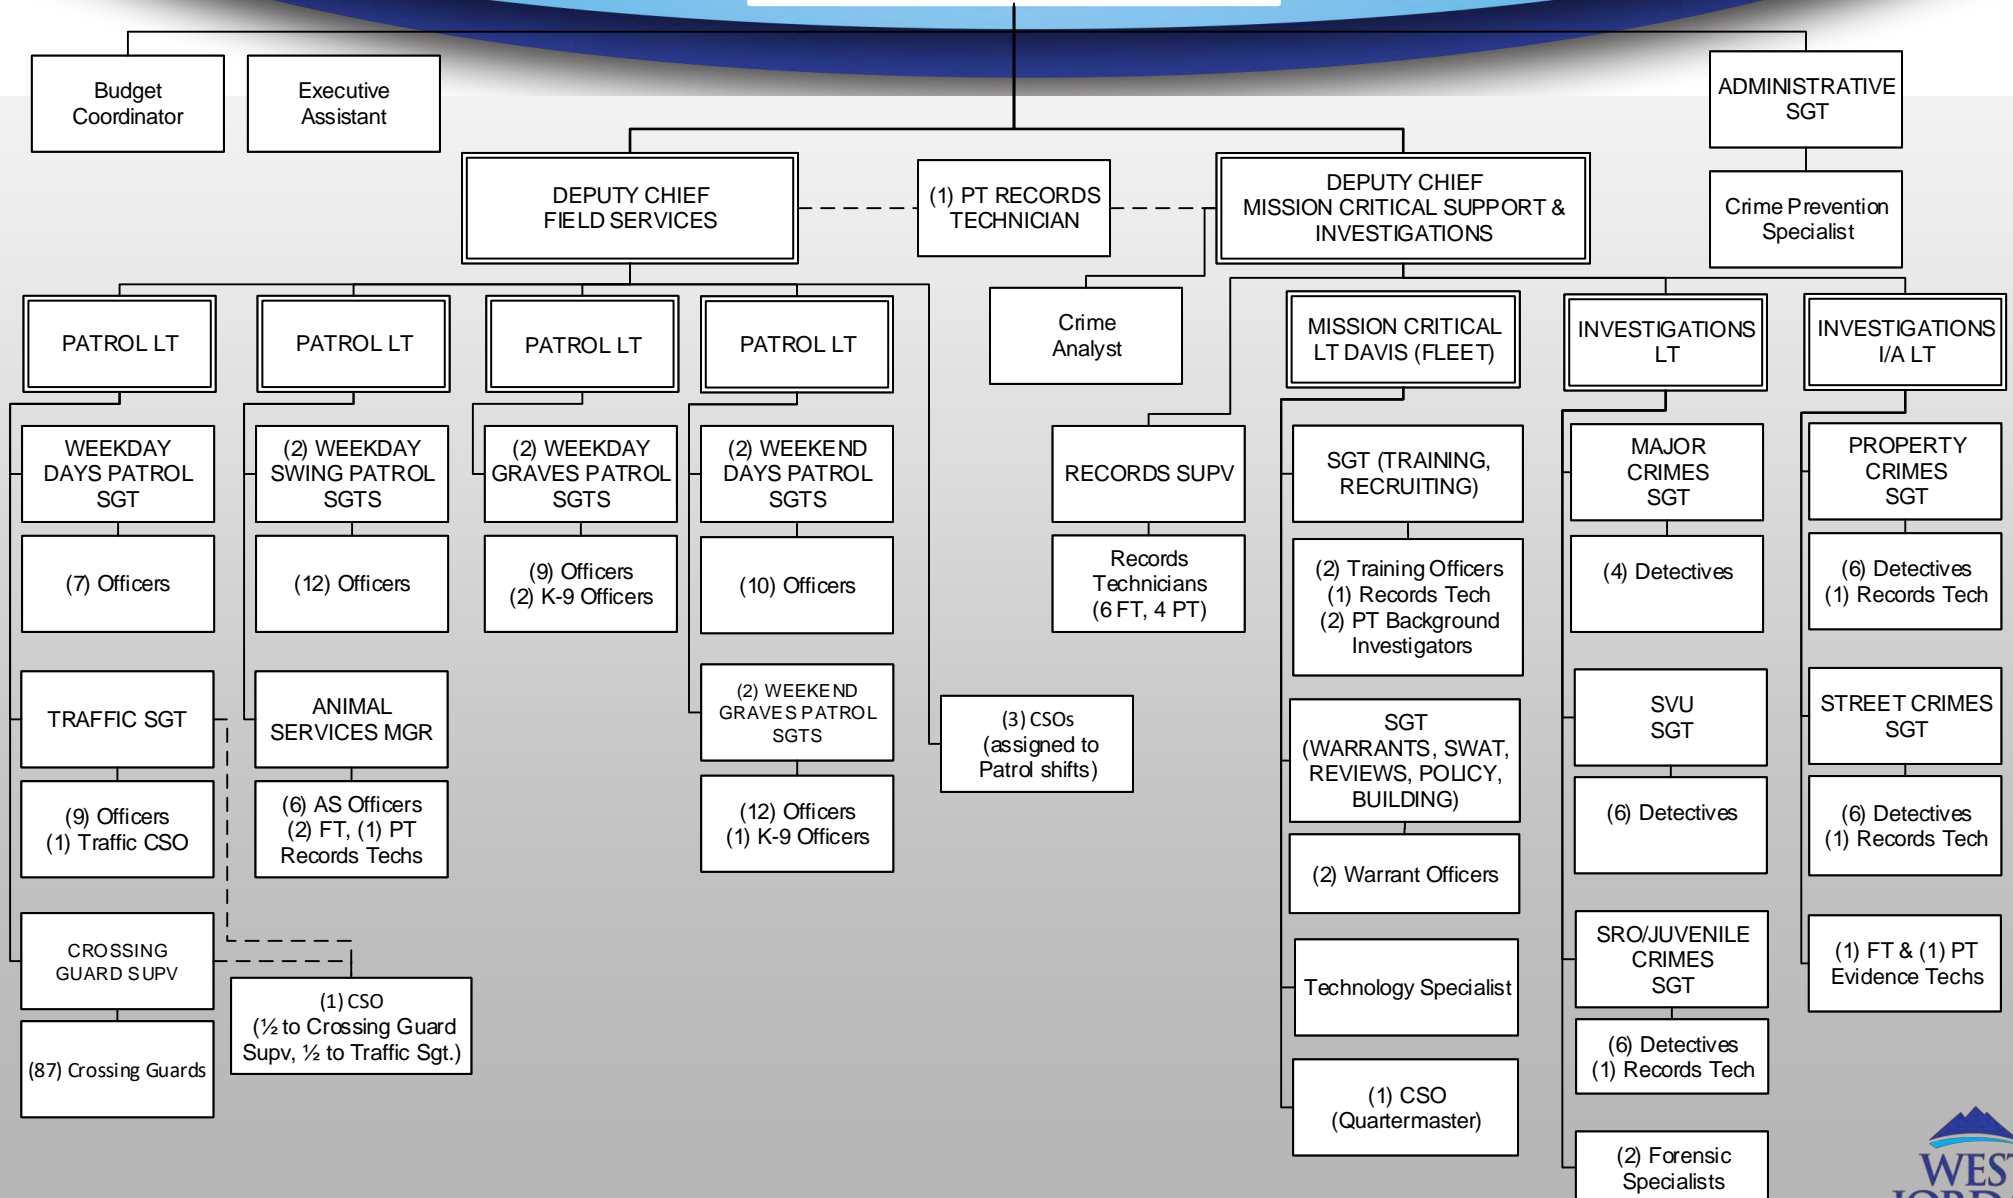 Budget
Coordinator
Executive
Assistant
ADMINISTRATIVE
SGT
Crime Prevention
Specialist
DEPUTY CHIEF
FIELD SERVICES
(1) PT RECORDS
TECHNICIAN
DEPUTY CHIEF
MISSION CRITICAL SUPPORT &
INVESTIGATIONS
Crime
Analyst
PATROL LT
PATROL LT
PATROL LT
PATROL LT
MISSION CRITICAL
LT DAVIS (FLEET)
INVESTIGATIONS
LT
INVESTIGATIONS
I/A LT
WEEKDAY
DAYS PATROL
SGT
(7) Officers
TRAFFIC SGT
(9) Officers
(1) Traffic CSO
CROSSING
GUARD SUPV
(87) Crossing Guards
(1) CSO
(½ to Crossing Guard
Supv, ½ to Traffic Sgt.)
(2) WEEKDAY
SWING PATROL
SGTS
(12) Officers
ANIMAL
SERVICES MGR
(6) AS Officers
(2) FT, (1) PT
Records Techs
(2) WEEKDAY
GRAVES PATROL
SGTS
(9) Officers
(2) K-9 Officers
(2) WEEKEND
DAYS PATROL
SGTS
(10) Officers
(2) WEEKEND
GRAVES PATROL
SGTS
(12) Officers
(1) K-9 Officers
(3) CSOs
(assigned to
Patrol shifts)
RECORDS SUPV
Records
Technicians
(6 FT, 4 PT)
SGT (TRAINING,
RECRUITING)
(2) Training Officers
(1) Records Tech
(2) PT Background
Investigators
SGT
(WARRANTS, SWAT,
REVIEWS, POLICY,
BUILDING)
(2) Warrant Officers
Technology Specialist
(1) CSO
(Quartermaster)
MAJOR
CRIMES
SGT
(4) Detectives
SVU
SGT
(6) Detectives
SRO/JUVENILE
CRIMES
SGT
(6) Detectives
(1) Records Tech
(2) Forensic
Specialists
PROPERTY
CRIMES
SGT
(6) Detectives
(1) Records Tech
STREET CRIMES
SGT
(6) Detectives
(1) Records Tech
(1) FT & (1) PT
Evidence Techs
WEST